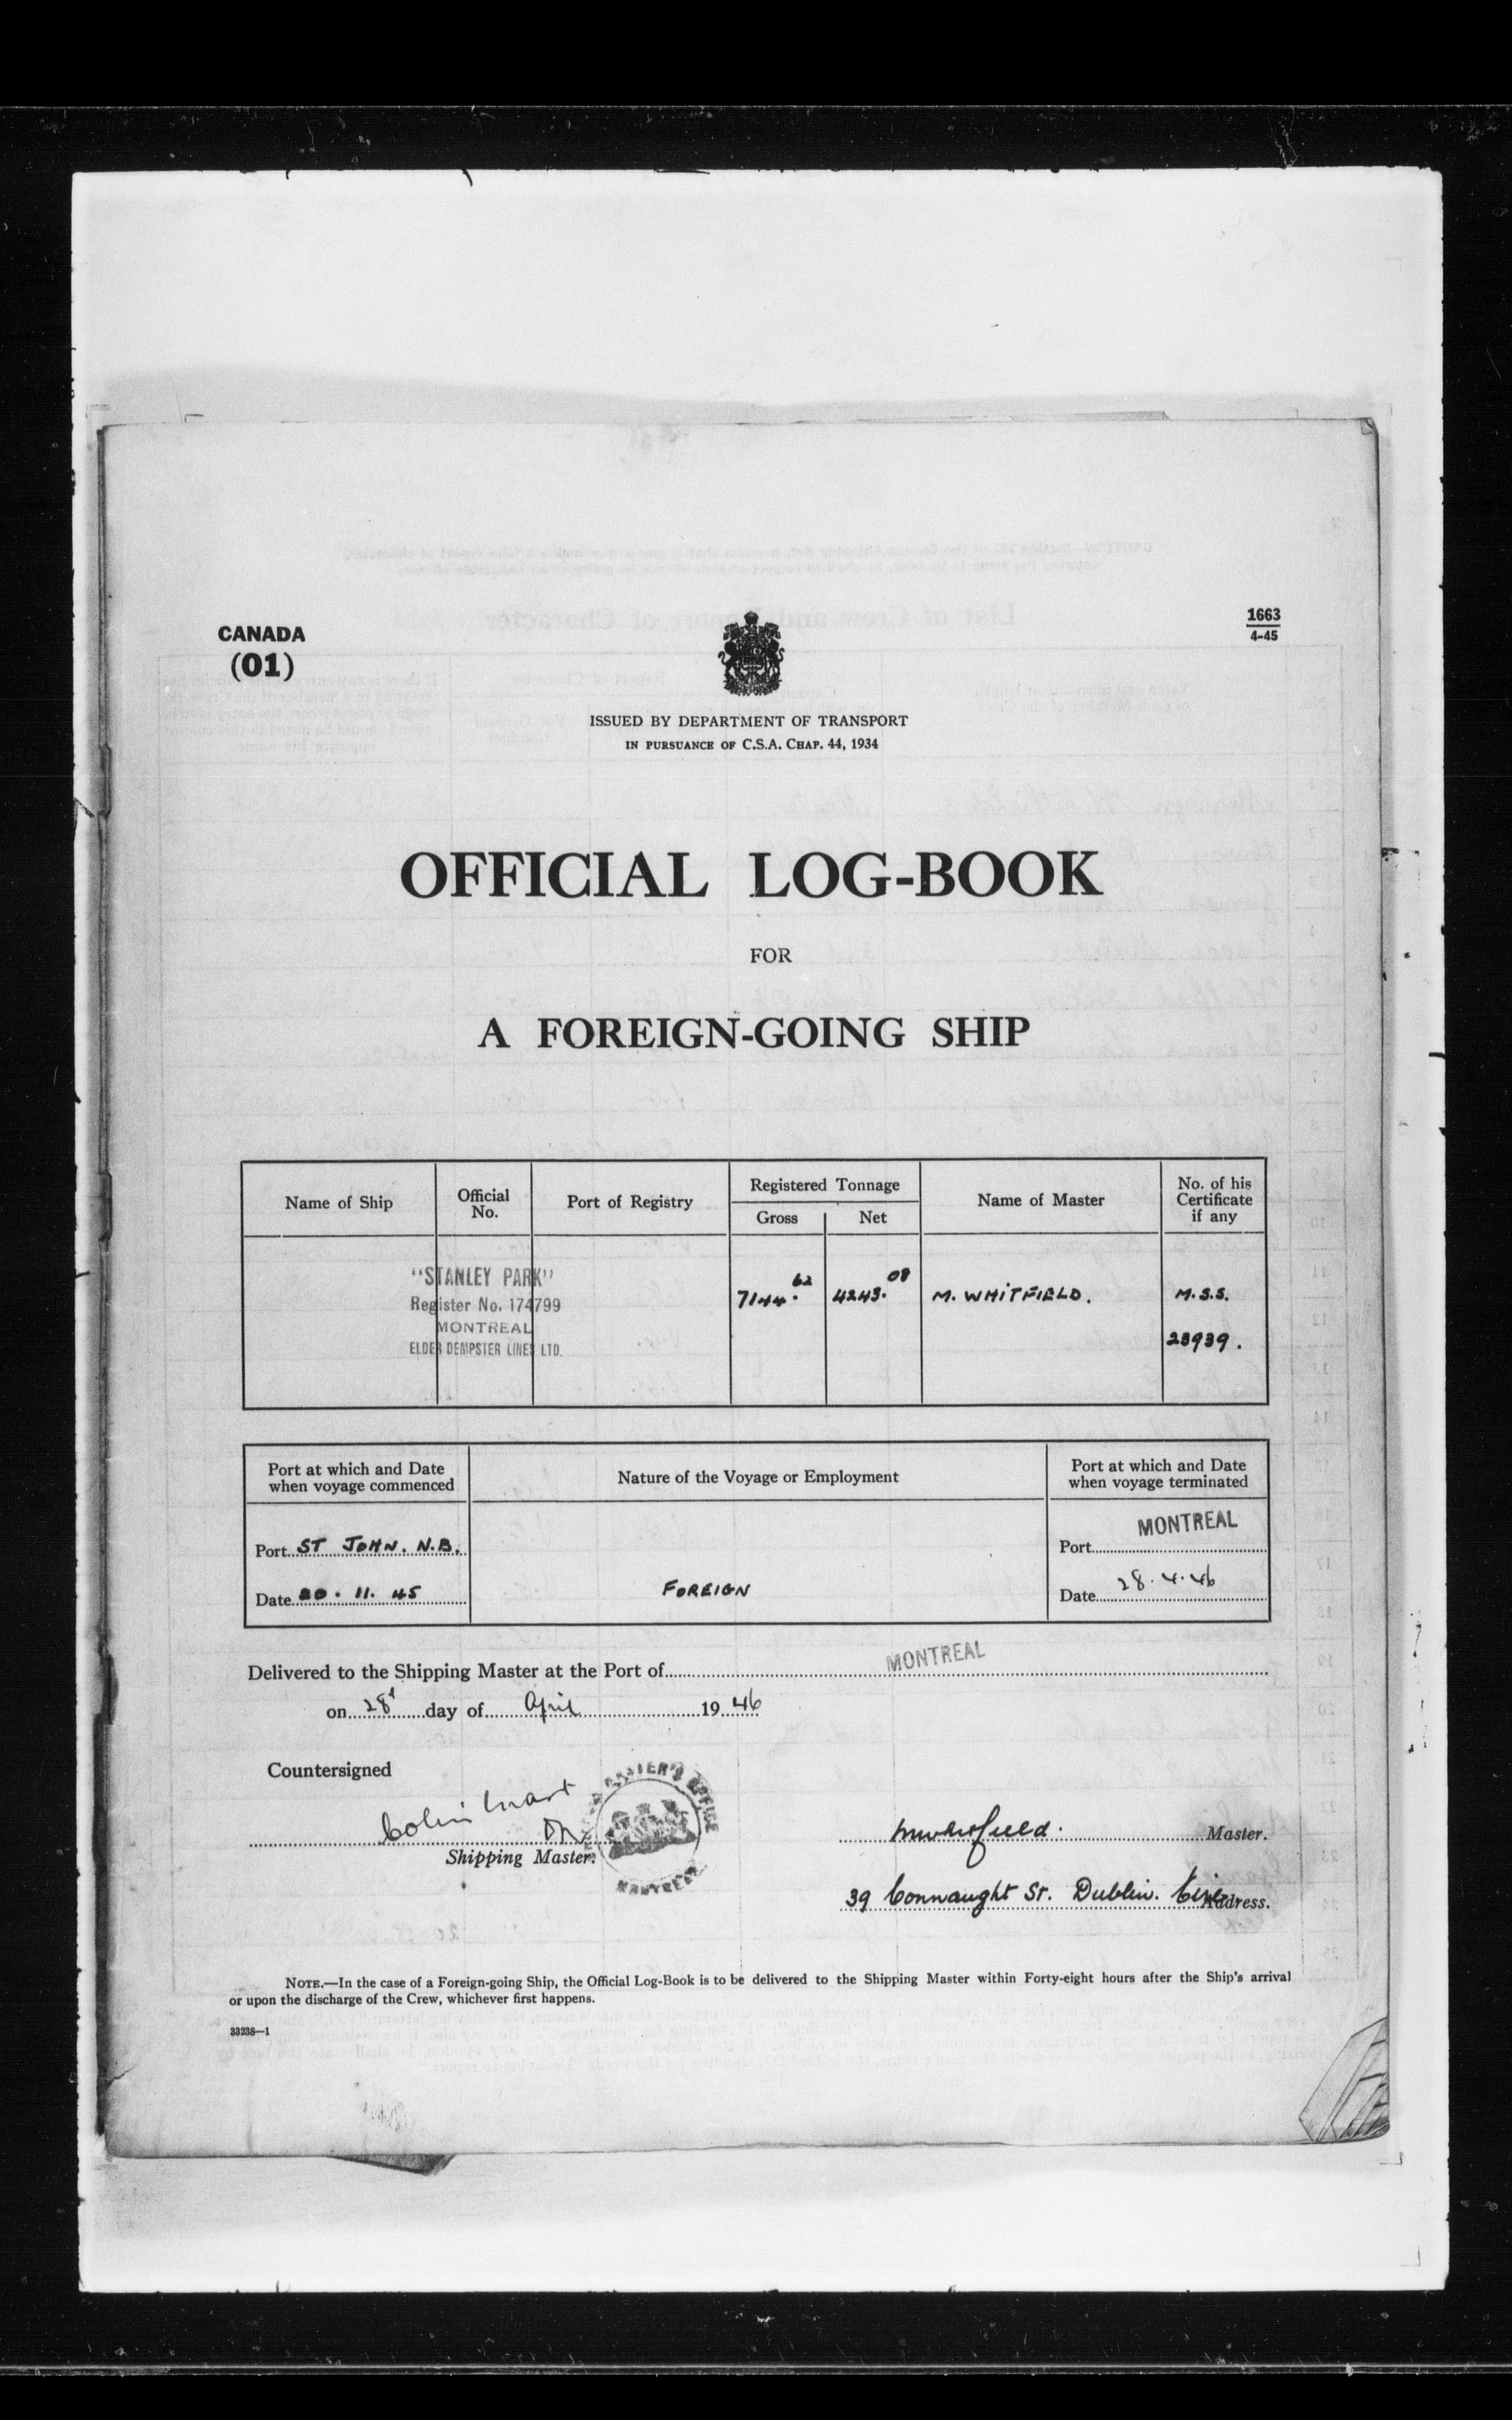 CANADA
(01)
1663
4-45
ISSUED BY DEPARTMENT OF TRANSPORT
IN PURSUANCE OF C.S.A. CHAP. 44, 1934
OFFICIAL LOG-BOOK
FOR
A FOREIGN-GOING SHIP
Name of Ship
Official No.
Port of Registry
Registered Tonnage
Gross
Net
Name of Master
No. of his Certificate if any
"STANLEY PARK"
Register No. 174799
MONTREAL
ELDER DEMPSTER LINES LTD.
7144.62
4243.08
M. WHITFIELD.
M.S.S.
23939.
Port at which and Date when voyage commenced
Nature of the Voyage or Employment
Port at which and Date when voyage terminated
Port ST JOHN. N.B.
Date 20.11.45
FOREIGN
Port MONTREAL
Date 28.4.46
Delivered to the Shipping Master at the Port of MONTREAL
on 28th day of April 1946
Countersigned
Colin
Shipping Master.
MASTER'S OFFICE
MONTREAL
MWhitfield. Master.
39 Connaught St. Dublin. Eire Address.
NOTE.—In the case of a Foreign-going Ship, the Official Log-Book is to be delivered to the Shipping Master within Forty-eight hours after the Ship's arrival
or upon the discharge of the Crew, whichever first happens.
33238—1